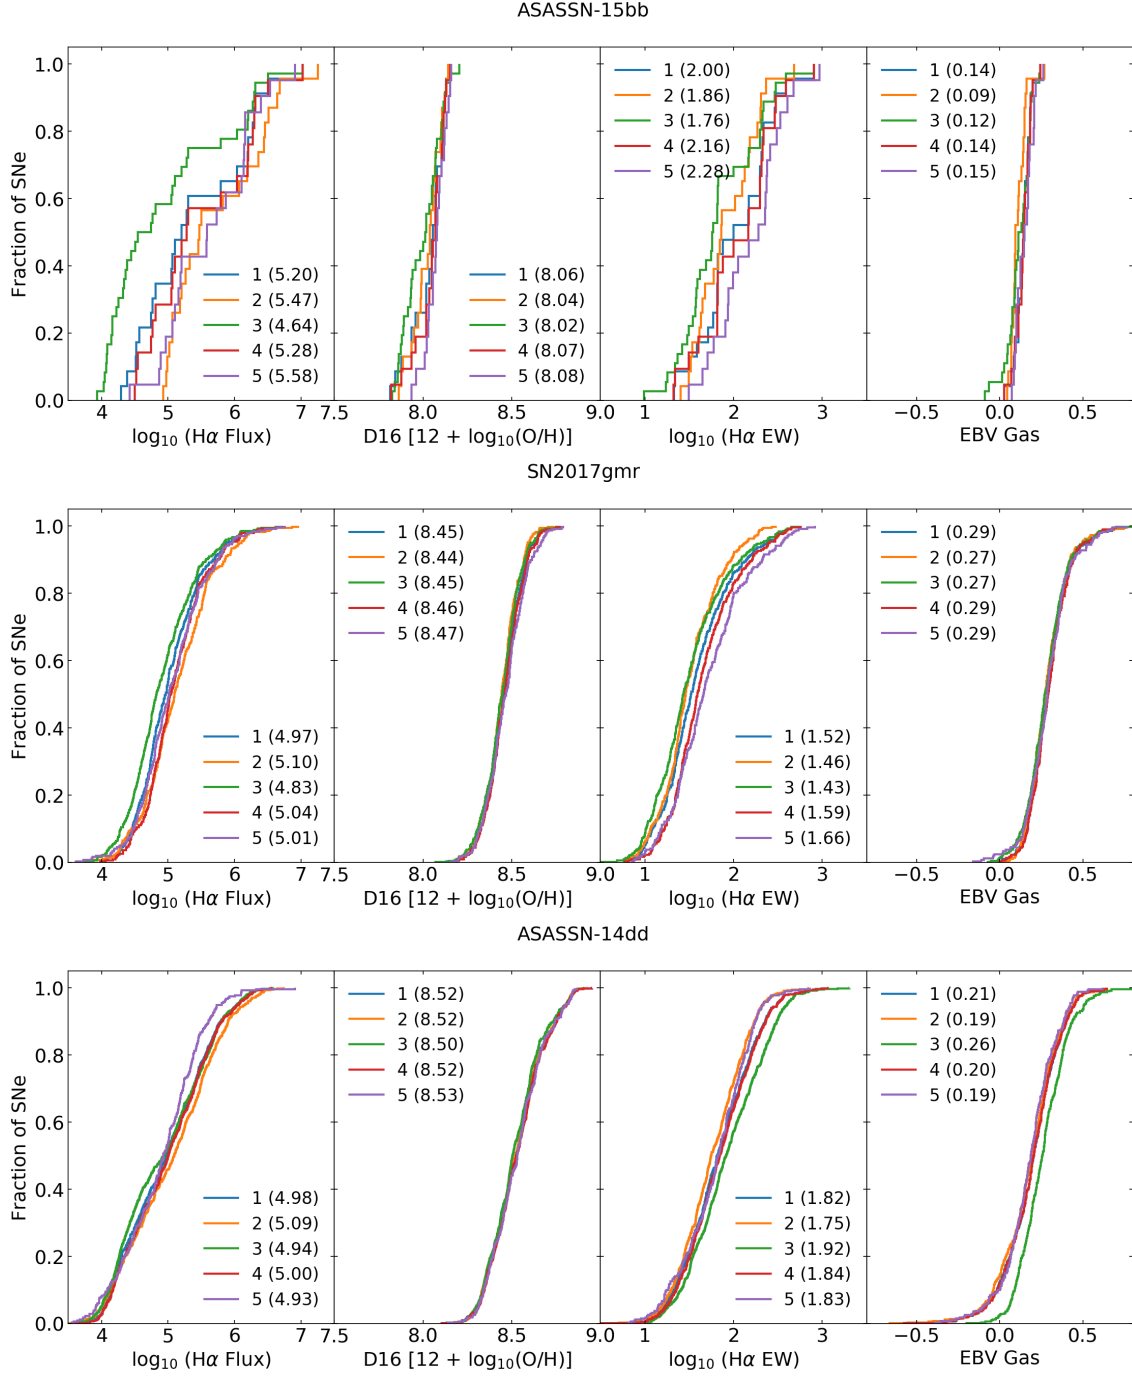 ASASSN-15bb
Fraction of SNe
1.0
0.8
0.6
0.4
0.2
0.0
1 (5.20)
2 (5.47)
3 (4.64)
4 (5.28)
5 (5.58)
4 5 6 7
log₁₀ (Hα Flux)
1 (8.06)
2 (8.04)
3 (8.02)
4 (8.07)
5 (8.08)
7.5 8.0 8.5 9.0
D16 [12 + log₁₀(O/H)]
1 (2.00)
2 (1.86)
3 (1.76)
4 (2.16)
5 (2.28)
1 2 3
log₁₀ (Hα EW)
1 (0.14)
2 (0.09)
3 (0.12)
4 (0.14)
5 (0.15)
−0.5 0.0 0.5
EBV Gas
SN2017gmr
Fraction of SNe
1.0
0.8
0.6
0.4
0.2
0.0
1 (4.97)
2 (5.10)
3 (4.83)
4 (5.04)
5 (5.01)
4 5 6 7
log₁₀ (Hα Flux)
1 (8.45)
2 (8.44)
3 (8.45)
4 (8.46)
5 (8.47)
7.5 8.0 8.5 9.0
D16 [12 + log₁₀(O/H)]
1 (1.52)
2 (1.46)
3 (1.43)
4 (1.59)
5 (1.66)
1 2 3
log₁₀ (Hα EW)
1 (0.29)
2 (0.27)
3 (0.27)
4 (0.29)
5 (0.29)
−0.5 0.0 0.5
EBV Gas
ASASSN-14dd
Fraction of SNe
1.0
0.8
0.6
0.4
0.2
0.0
1 (4.98)
2 (5.09)
3 (4.94)
4 (5.00)
5 (4.93)
4 5 6 7
log₁₀ (Hα Flux)
1 (8.52)
2 (8.52)
3 (8.50)
4 (8.52)
5 (8.53)
7.5 8.0 8.5 9.0
D16 [12 + log₁₀(O/H)]
1 (1.82)
2 (1.75)
3 (1.92)
4 (1.84)
5 (1.83)
1 2 3
log₁₀ (Hα EW)
1 (0.21)
2 (0.19)
3 (0.26)
4 (0.20)
5 (0.19)
−0.5 0.0 0.5
EBV Gas